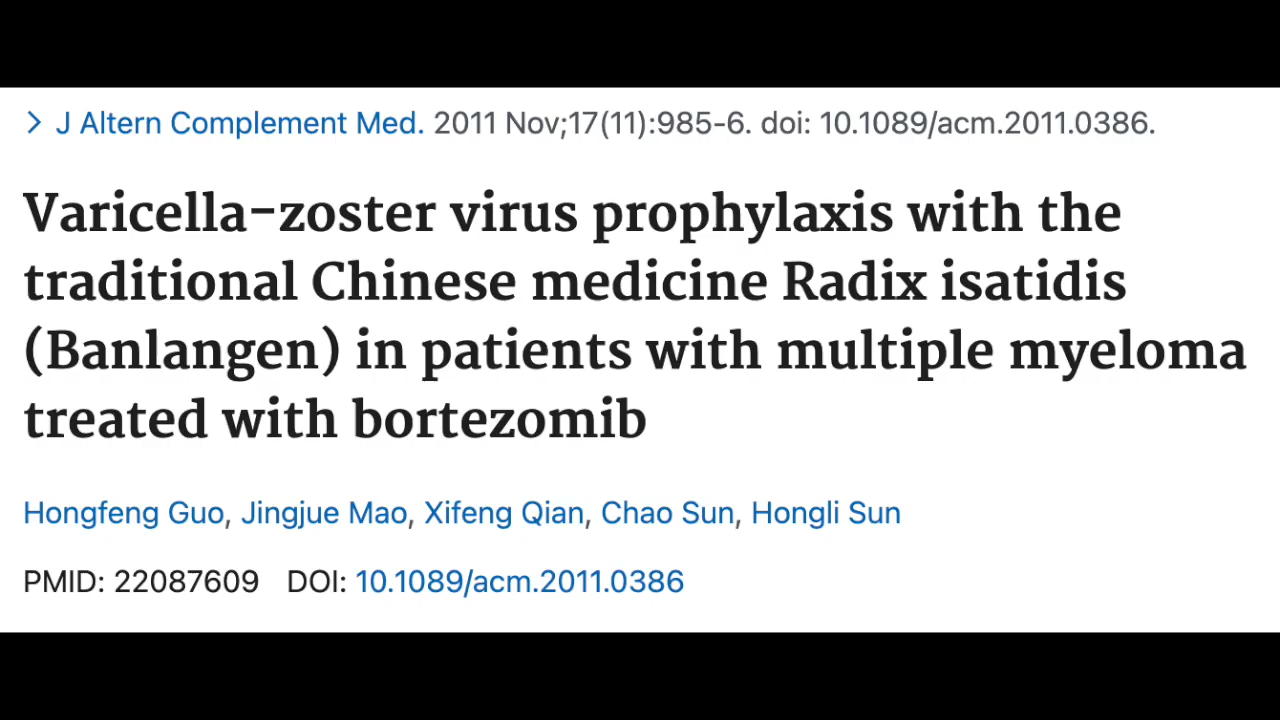 > J Altern Complement Med. 2011 Nov;17(11):985-6. doi: 10.1089/acm.2011.0386.
Varicella-zoster virus prophylaxis with the
traditional Chinese medicine Radix isatidis
(Banlangen) in patients with multiple myeloma
treated with bortezomib
Hongfeng Guo, Jingjue Mao, Xifeng Qian, Chao Sun, Hongli Sun
PMID: 22087609 DOI: 10.1089/acm.2011.0386